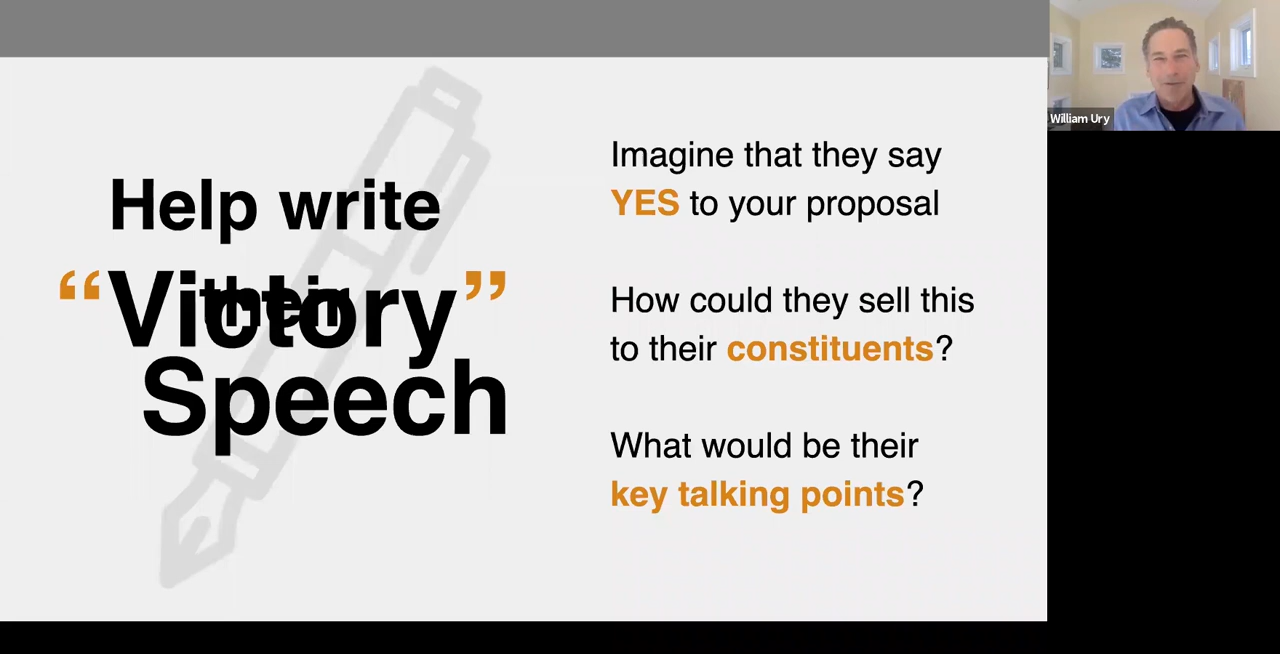 Help write
their
“Victory”
Speech
Imagine that they say
YES to your proposal
How could they sell this
to their constituents?
What would be their
key talking points?
William Ury